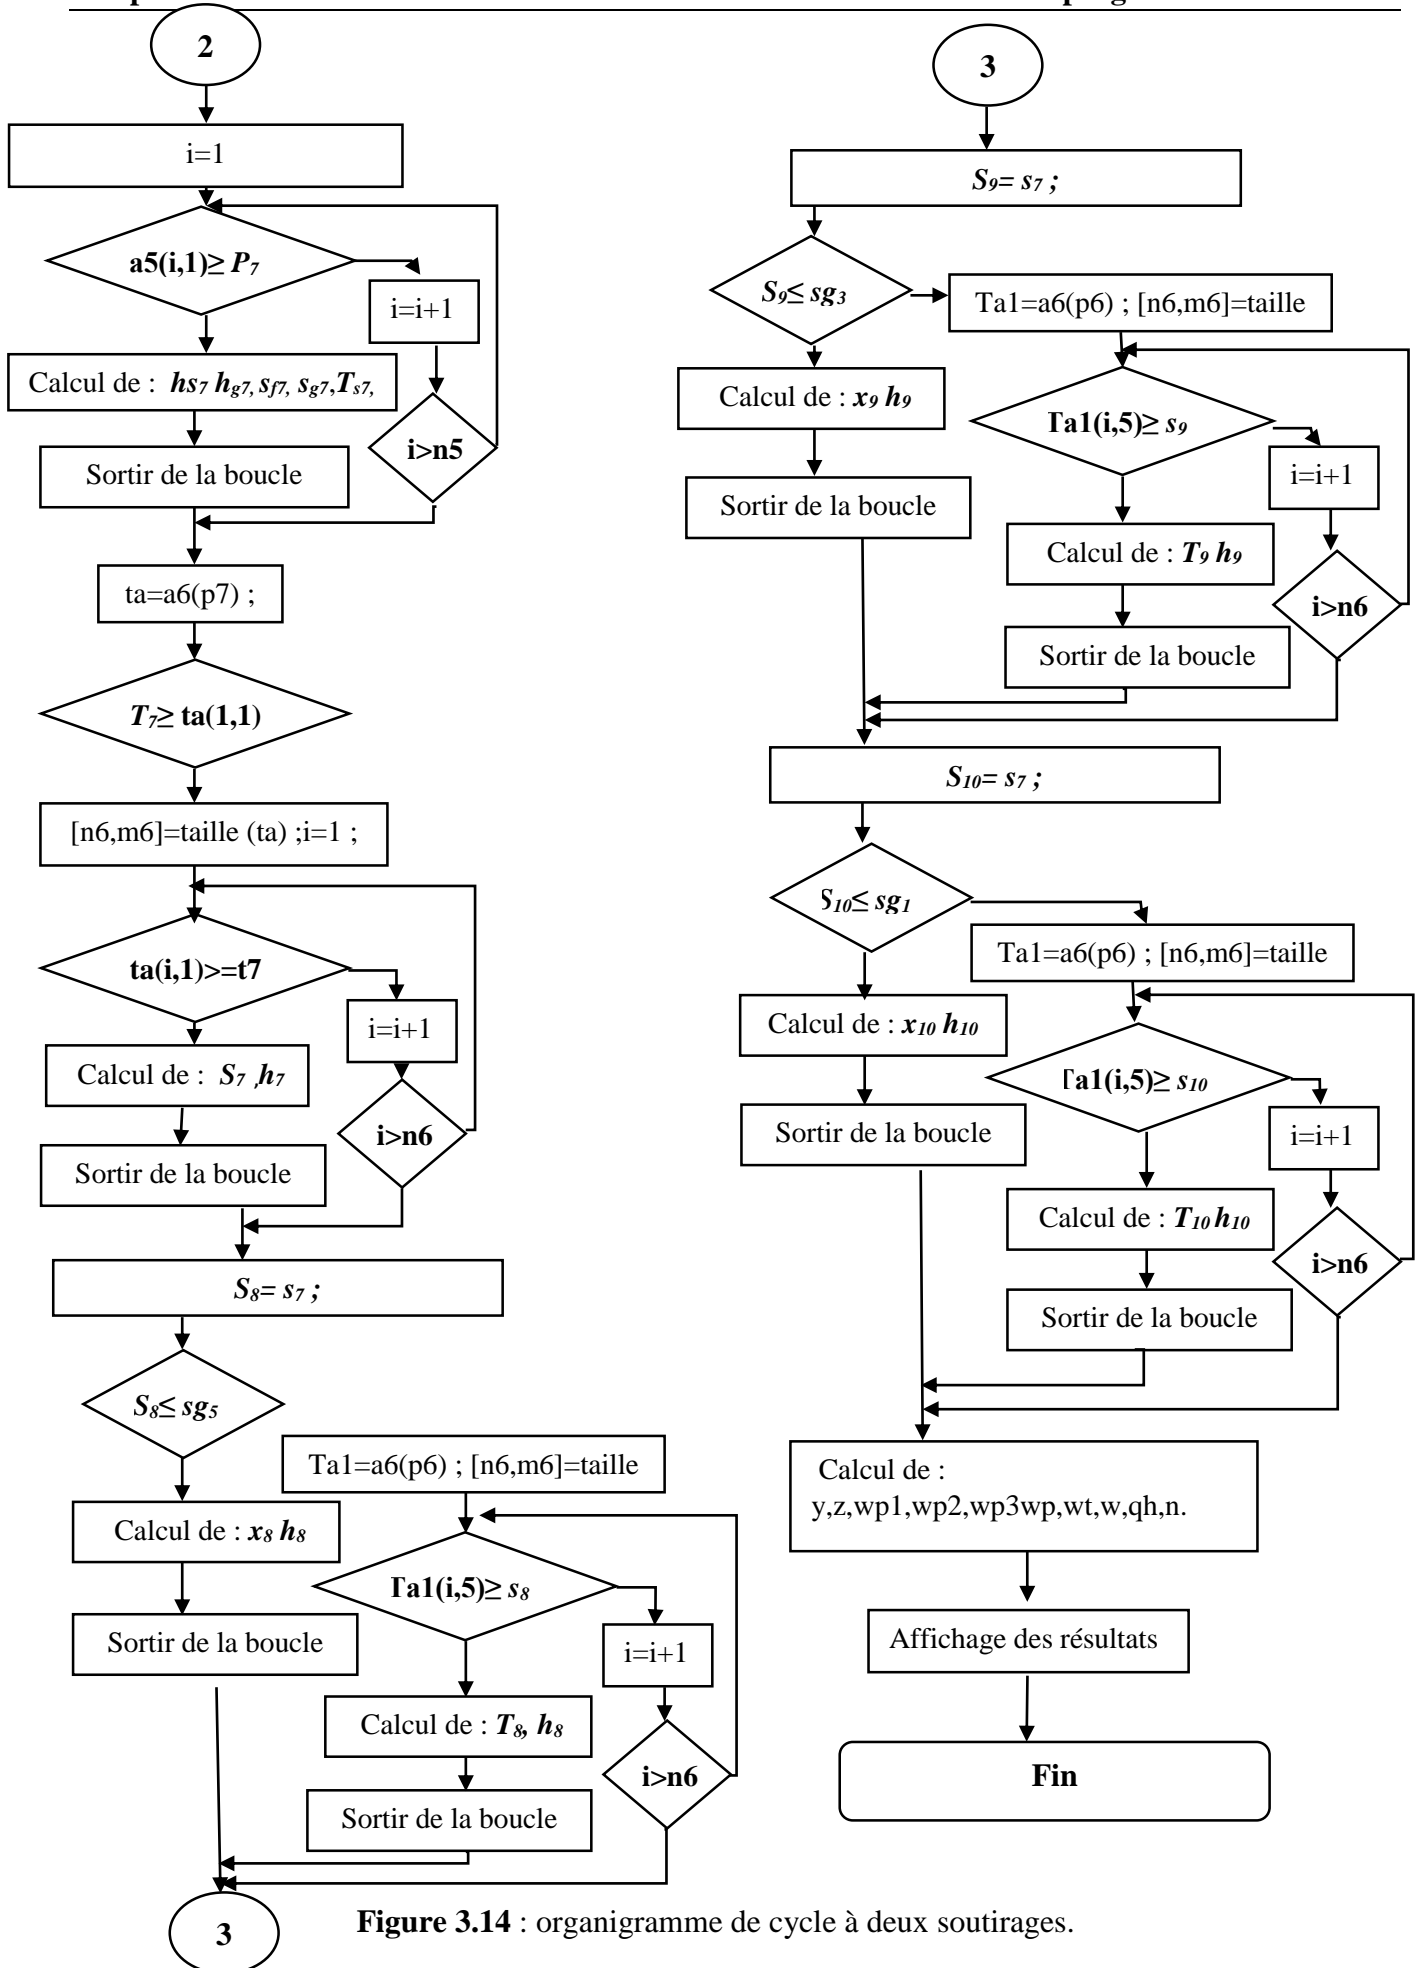 2
i=1
a5(i,1)≥ P7
i=i+1
Calcul de : hs7 hg7, sf7, sg7,Ts7,
i>n5
Sortir de la boucle
ta=a6(p7) ;
T7≥ ta(1,1)
[n6,m6]=taille (ta) ;i=1 ;
ta(i,1)>=t7
i=i+1
Calcul de : S7 ,h7
i>n6
Sortir de la boucle
S8= s7 ;
S8≤ sg5
Ta1=a6(p6) ; [n6,m6]=taille
Calcul de : x8 h8
Ta1(i,5)≥ s8
Sortir de la boucle
i=i+1
Calcul de : T8, h8
i>n6
Sortir de la boucle
3
3
S9= s7 ;
S9≤ sg3
Ta1=a6(p6) ; [n6,m6]=taille
Calcul de : x9 h9
Ta1(i,5)≥ s9
i=i+1
Sortir de la boucle
Calcul de : T9 h9
i>n6
Sortir de la boucle
S10= s7 ;
S10≤ sg1
Ta1=a6(p6) ; [n6,m6]=taille
Calcul de : x10 h10
Ta1(i,5)≥ s10
Sortir de la boucle
i=i+1
Calcul de : T10 h10
i>n6
Sortir de la boucle
Calcul de :
y,z,wp1,wp2,wp3wp,wt,w,qh,n.
Affichage des résultats
Fin
Figure 3.14 : organigramme de cycle à deux soutirages.